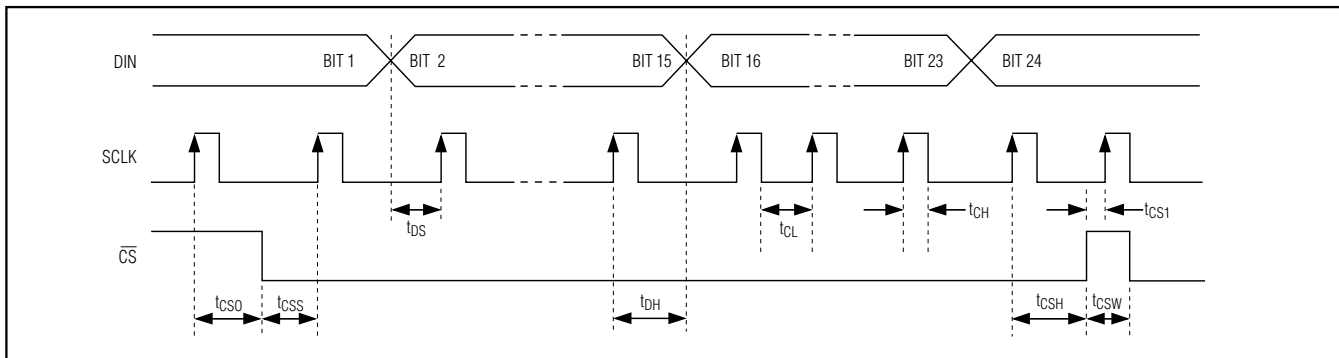 DIN
BIT 1
BIT 2
BIT 15
BIT 16
BIT 23
BIT 24
SCLK
tDS
tCL
tCH
tCS1
CS
tCSO
tCSS
tDH
tCSH
tCSW